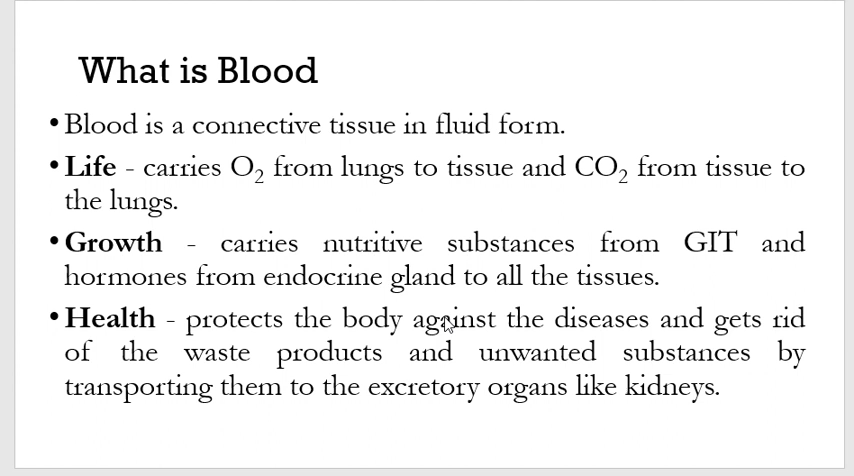 What is Blood
• Blood is a connective tissue in fluid form.
• Life - carries O₂ from lungs to tissue and CO₂ from tissue to
the lungs.
• Growth - carries nutritive substances from GIT and
hormones from endocrine gland to all the tissues.
• Health - protects the body against the diseases and gets rid
of the waste products and unwanted substances by
transporting them to the excretory organs like kidneys.